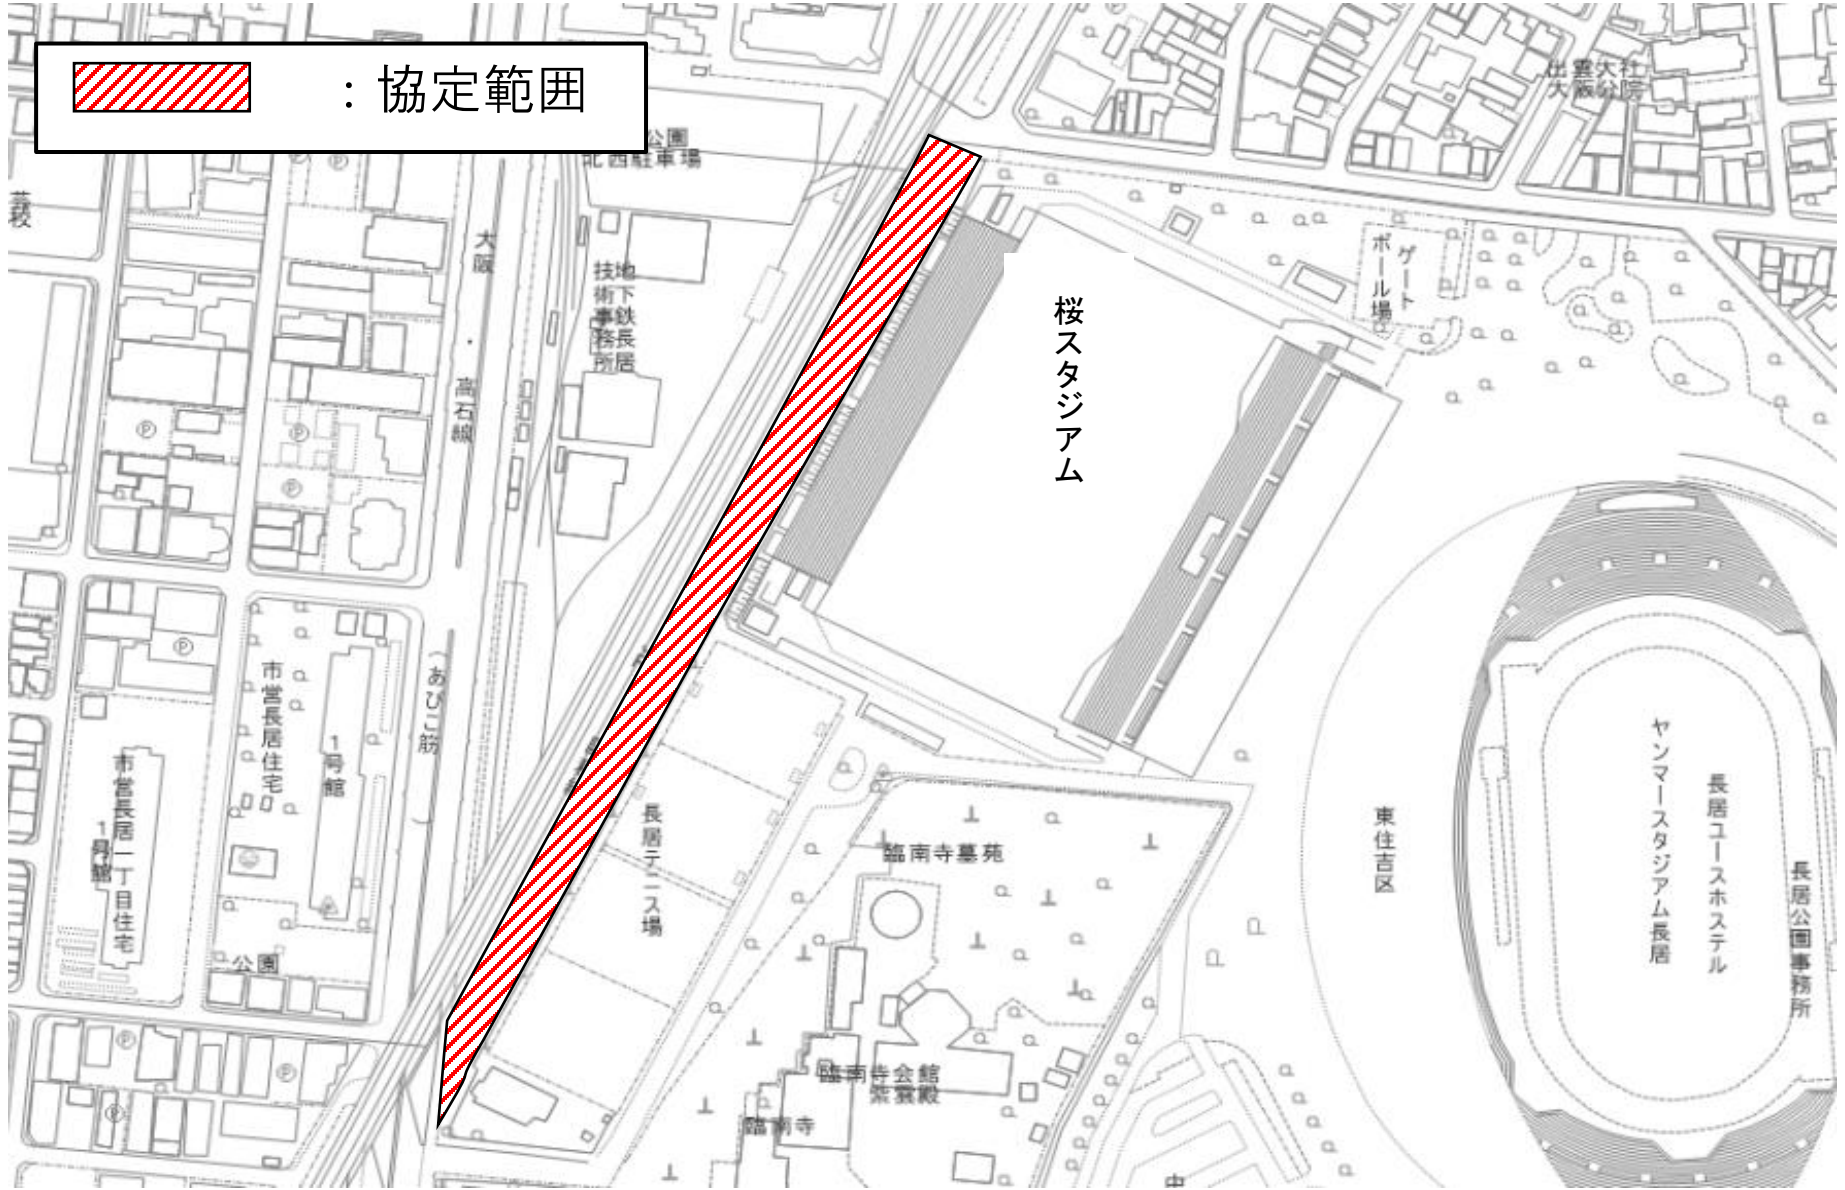 ：協定範囲
公園
北西駐車場
出雲大社
大阪分院
大阪
高石線
（あびこ筋）
地下鉄長居
技術事務所
ゲート
ボール場
桜スタジアム
市営長居住宅
1号館
市営長居一丁目住宅
1号館
公園
長居テニス場
臨南寺墓苑
臨南寺会館
紫雲殿
臨南寺
東住吉区
ヤンマースタジアム長居
長居ユースホステル
長居公園事務所
P
P
P
P
P
P
P
P
P